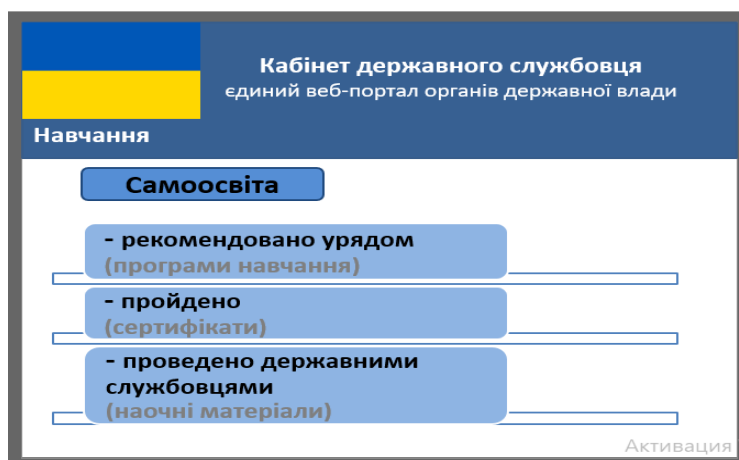 Кабінет державного службовця
єдиний веб-портал органів державної влади
Навчання
Самоосвіта
- рекомендовано урядом
(програми навчання)
- пройдено
(сертифікати)
- проведено державними
службовцями
(наочні матеріали)
Активация